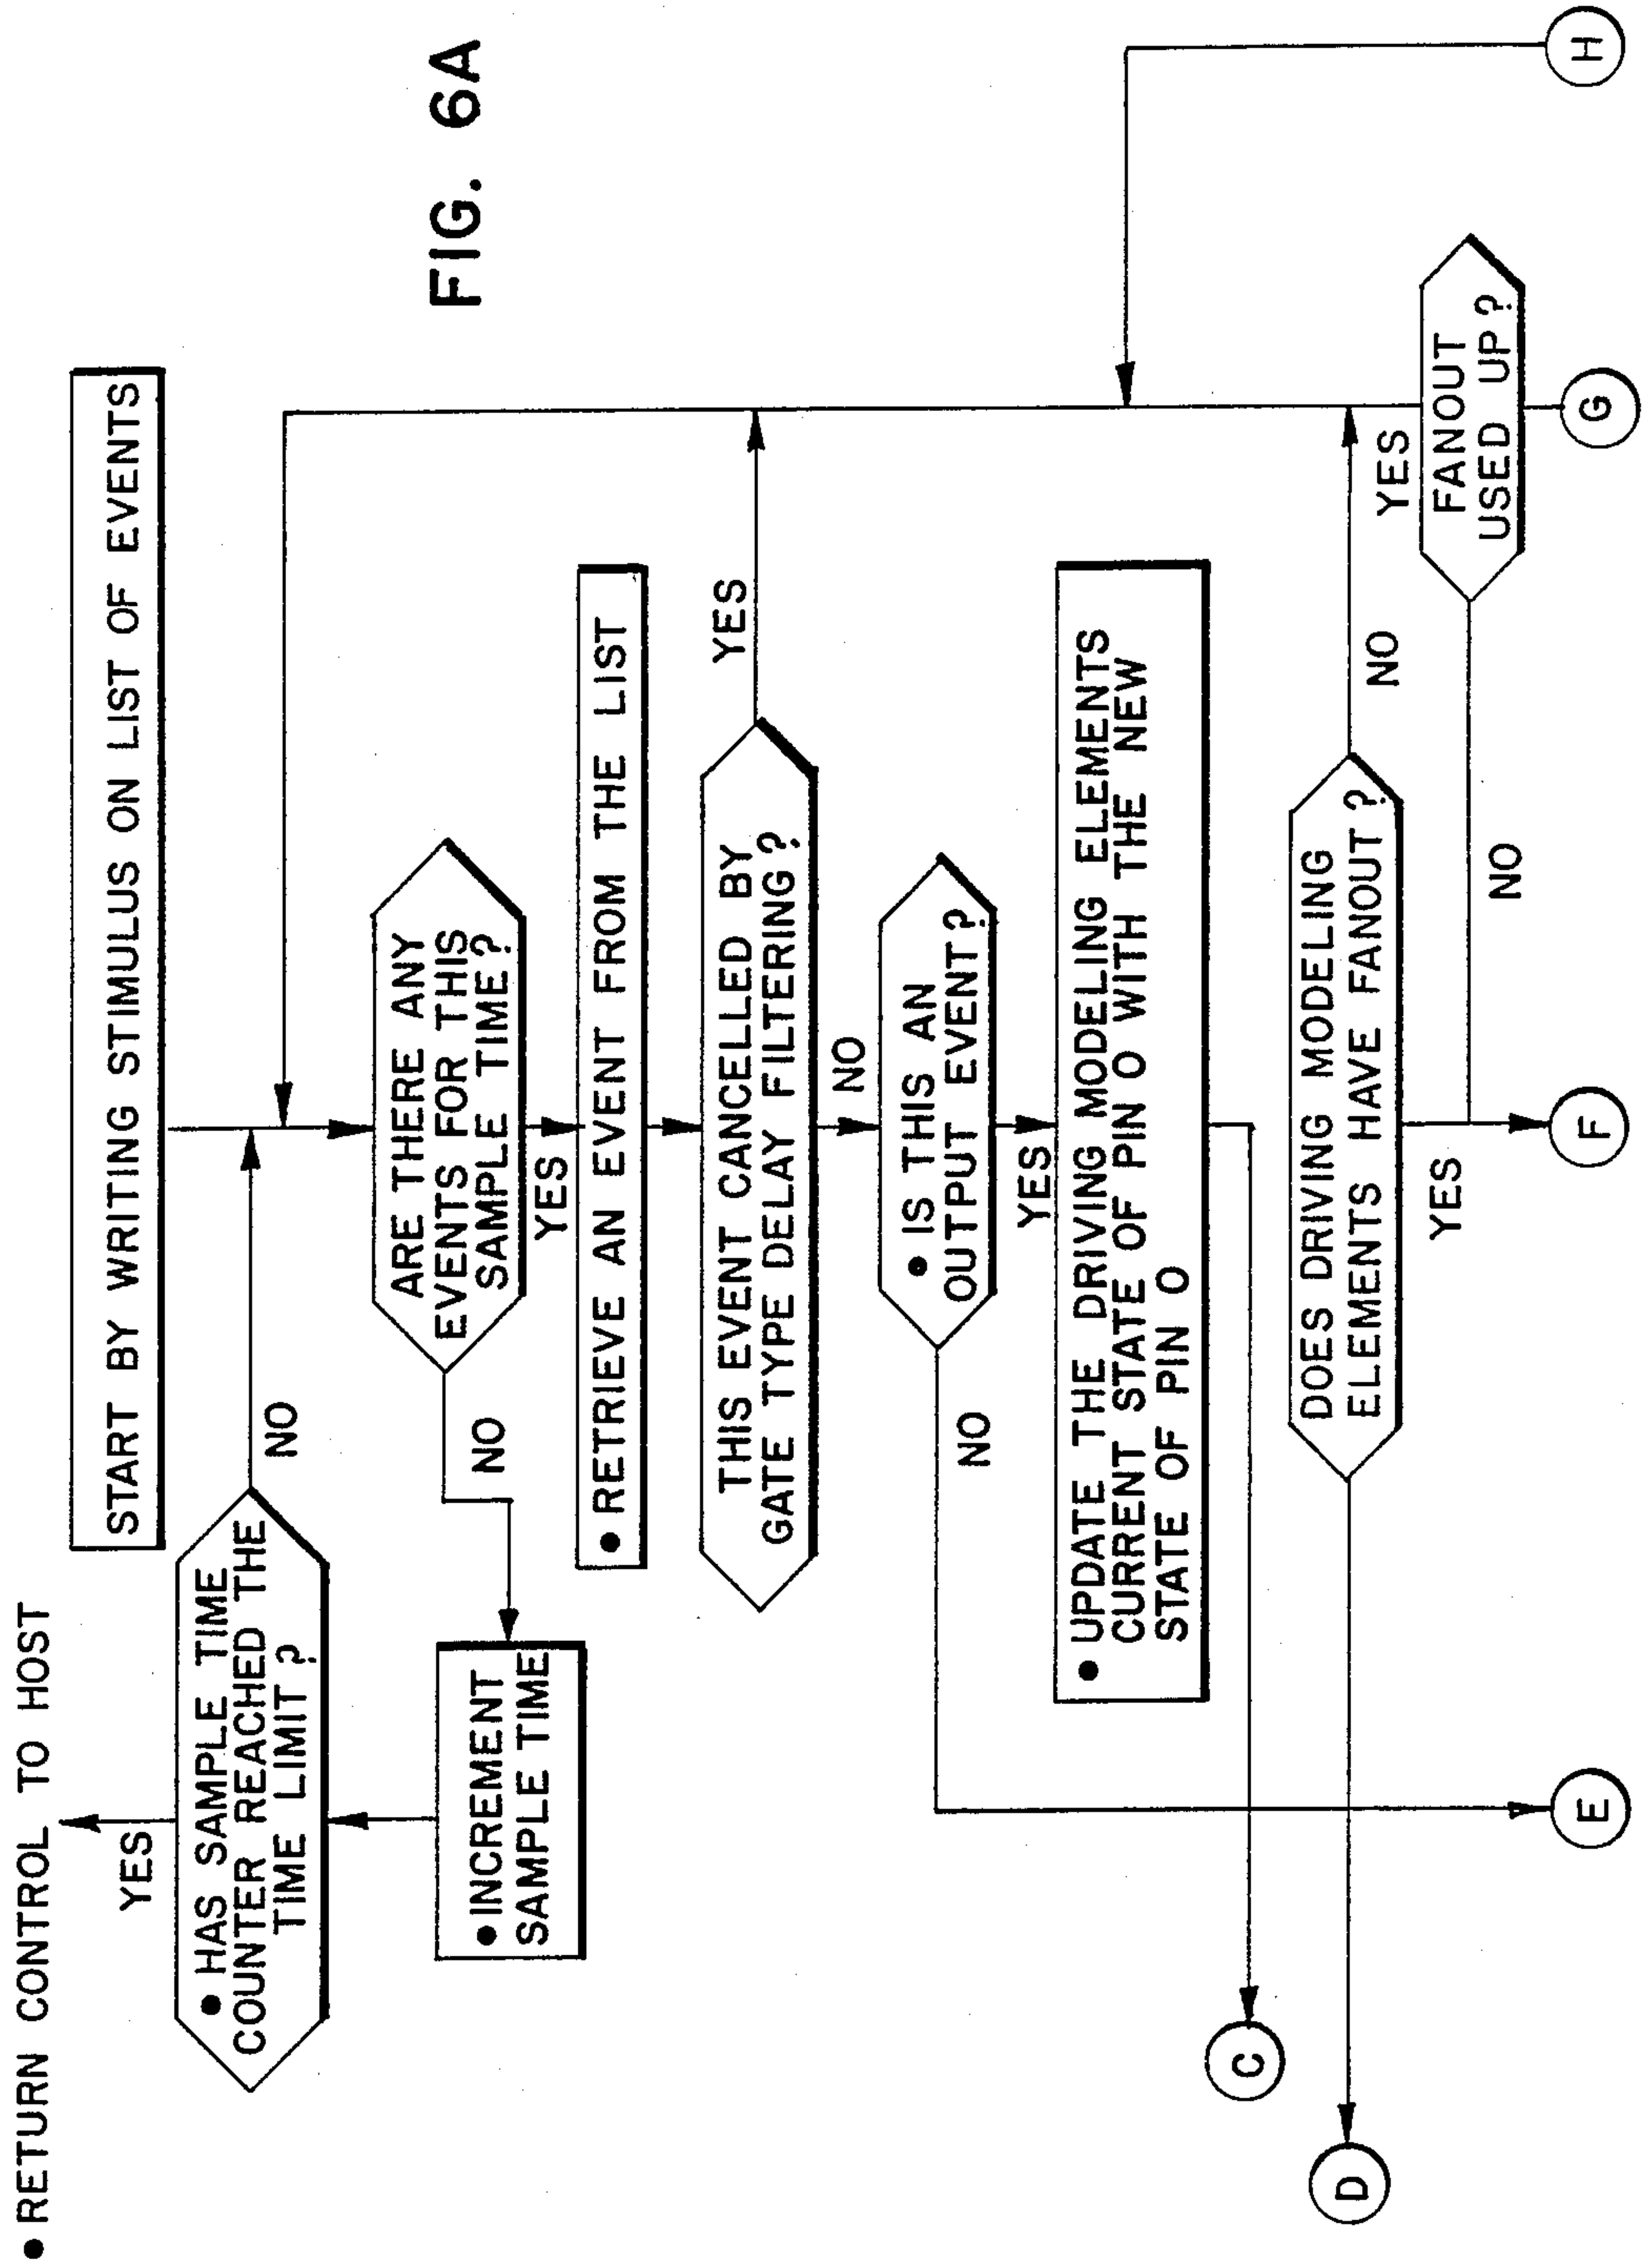 • RETURN CONTROL TO HOST
START BY WRITING STIMULUS ON LIST OF EVENTS
YES
• HAS SAMPLE TIME
COUNTER REACHED THE
TIME LIMIT ?
NO
FIG. 6A
ARE THERE ANY
EVENTS FOR THIS
SAMPLE TIME?
NO
YES
• INCREMENT
SAMPLE TIME
• RETRIEVE AN EVENT FROM THE LIST
THIS EVENT CANCELLED BY
GATE TYPE DELAY FILTERING?
YES
NO
• IS THIS AN
OUTPUT EVENT?
NO
YES
• UPDATE THE DRIVING MODELING ELEMENTS
CURRENT STATE OF PIN O WITH THE NEW
STATE OF PIN O
C
DOES DRIVING MODELING
ELEMENTS HAVE FANOUT ?
NO
YES
D
YES
FANOUT
USED UP ?
NO
E
F
G
H